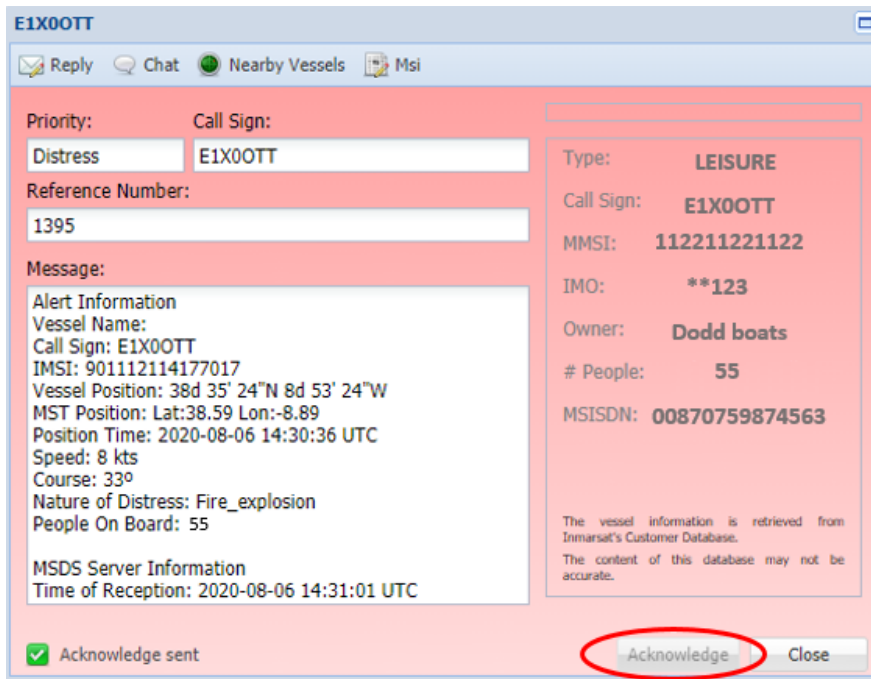 E1X0OTT
Reply Chat Nearby Vessels Msi
Priority: Call Sign:
Distress E1X0OTT
Reference Number:
1395
Message:
Alert Information
Vessel Name:
Call Sign: E1X0OTT
IMSI: 901112114177017
Vessel Position: 38d 35' 24"N 8d 53' 24"W
MST Position: Lat:38.59 Lon:-8.89
Position Time: 2020-08-06 14:30:36 UTC
Speed: 8 kts
Course: 33º
Nature of Distress: Fire_explosion
People On Board: 55
MSDS Server Information
Time of Reception: 2020-08-06 14:31:01 UTC
Type: LEISURE
Call Sign: E1X0OTT
MMSI: 112211221122
IMO: **123
Owner: Dodd boats
# People: 55
MSISDN: 00870759874563
The vessel information is retrieved from
Inmarsat's Customer Database.
The content of this database may not be
accurate.
Acknowledge sent
Acknowledge Close